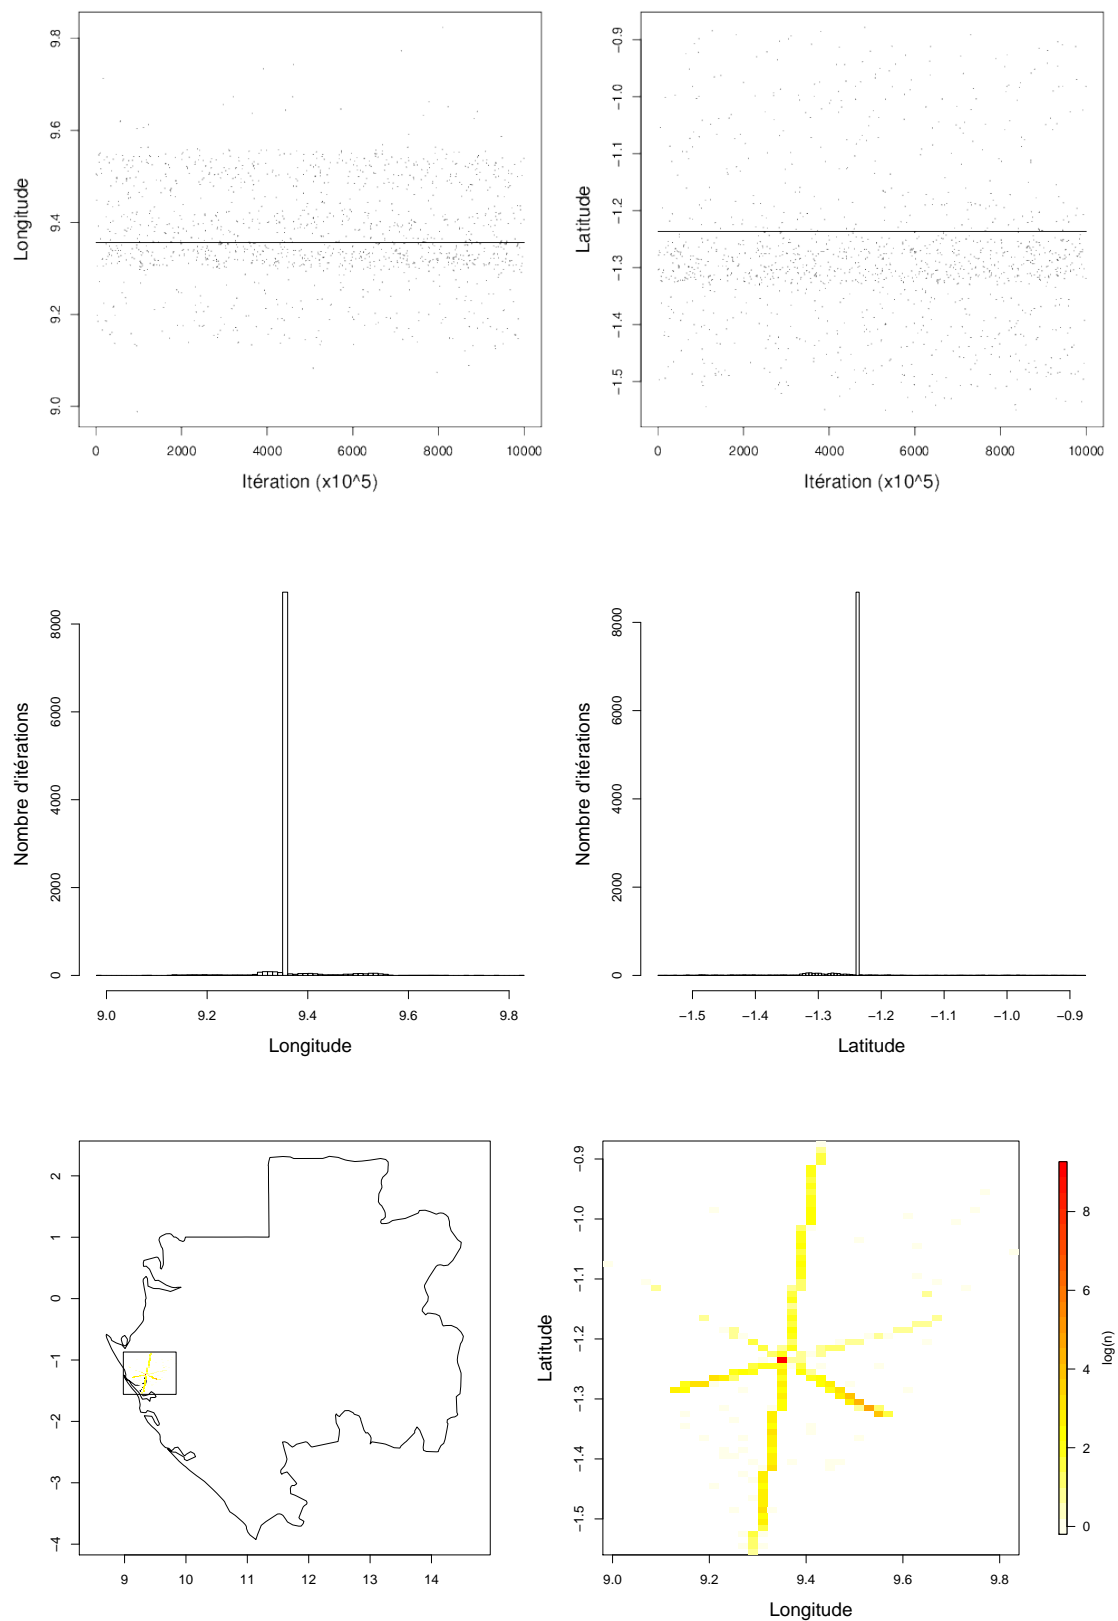 9.8
9.6
9.4
9.2
9.0
Longitude
0 2000 4000 6000 8000 10000
Itération (x10^5)
−0.9
−1.0
−1.1
−1.2
−1.3
−1.4
−1.5
Latitude
0 2000 4000 6000 8000 10000
Itération (x10^5)
8000
6000
4000
2000
0
Nombre d'itérations
9.0 9.2 9.4 9.6 9.8
Longitude
8000
6000
4000
2000
0
Nombre d'itérations
−1.5 −1.4 −1.3 −1.2 −1.1 −1.0 −0.9
Latitude
2
1
0
−1
−2
−3
−4
9 10 11 12 13 14
−0.9
−1.0
−1.1
−1.2
−1.3
−1.4
−1.5
Latitude
9.0 9.2 9.4 9.6 9.8
Longitude
8
6
4
2
0
log(n)